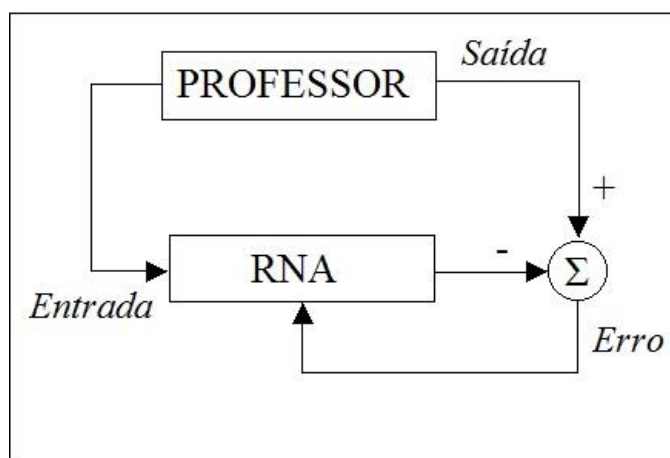 Saída
PROFESSOR
+
-
RNA
Σ
Entrada
Erro